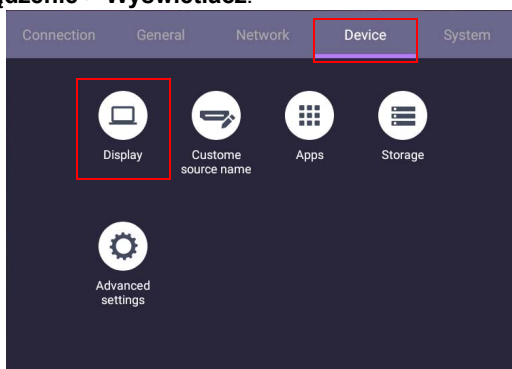 Wyświetlacz.
Connection General Network Device System
Display
Custome
source name
Apps
Storage
Advanced
settings